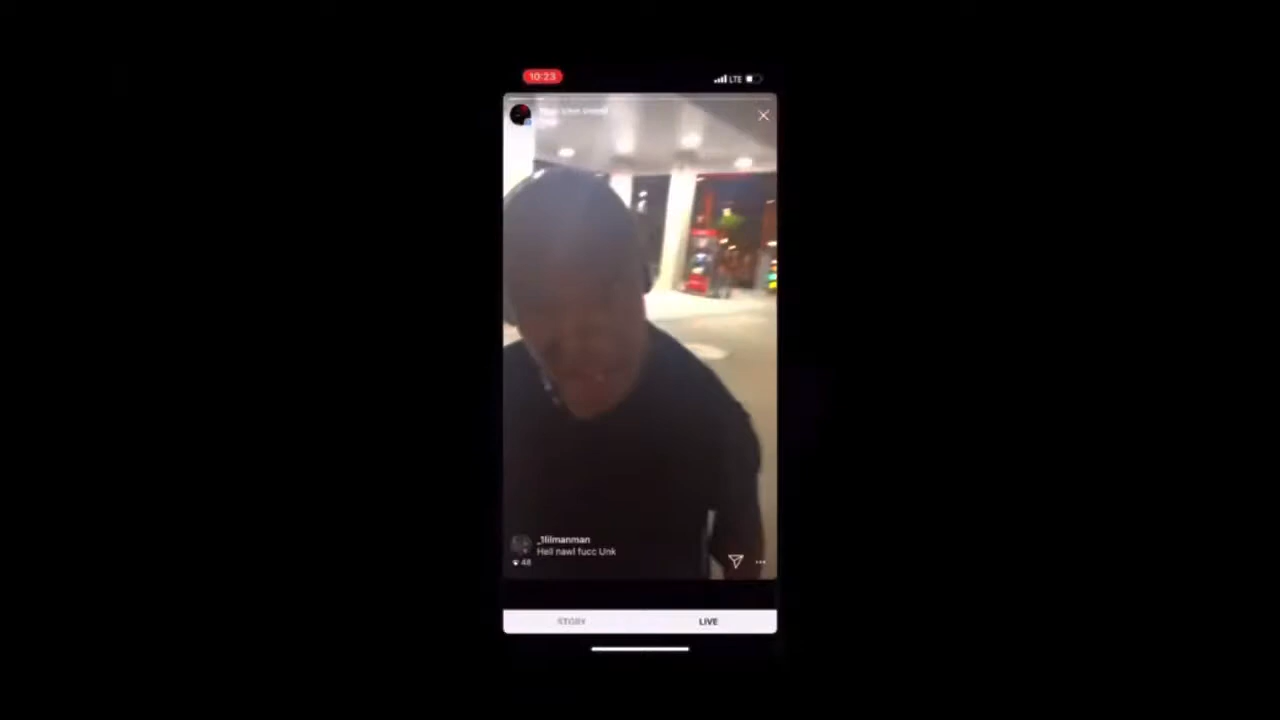 10:23
LTE
_1lilmanman
Hell nawl fucc Unk
48
STORY
LIVE